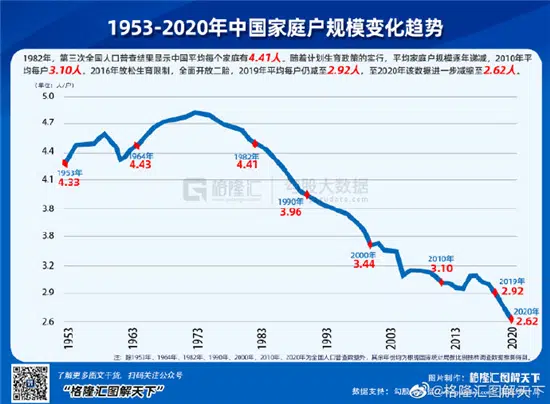 1953-2020年中国家庭户规模变化趋势
1982年，第三次全国人口普查结果显示中国平均每个家庭有4.41人。随着计划生育政策的实行，平均家庭户规模逐年递减，2010年平
均每户3.10人，2016年放松生育限制，全面开放二胎，2019年平均每户仍减至2.92人，至2020年该数据进一步减缩至2.62人。
(单位：人/户)
5.0
4.4
4.1
3.8
3.2
2.9
2.6
1953年
4.33
1964年
4.43
1982年
4.41
1990年
3.96
2000年
3.44
2010年
3.10
2019年
2.92
2020年
2.62
格隆汇
勾股大数据
1953
1963
1973
1983
1993
2003
2013
2020
注：除1953年、1964年、1982年、1990年、2000年、2010年、2020年为全国人口普查数据外，其余年份均为根据国家统计局
了解更多图文干货，扫码关注公众号
“格隆汇图解天下”
图片制作：格隆汇图解天下
数据支持：勾股
@格隆汇图解天下